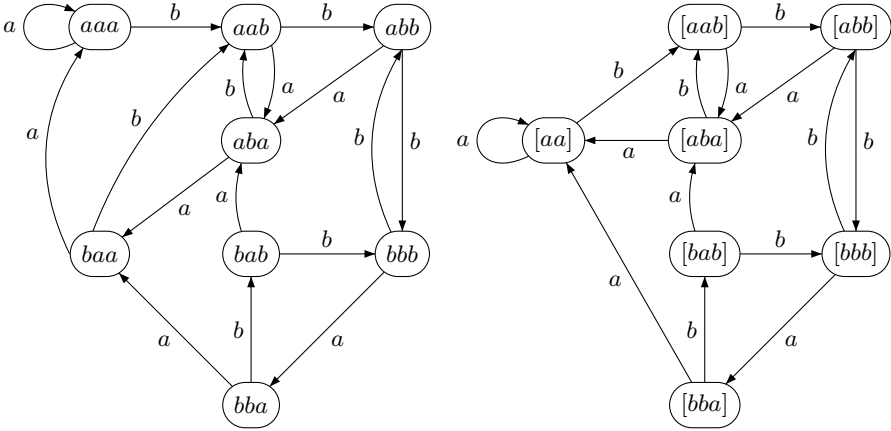 a aaa b aab b abb
b a a
b aba b b
a a a
baa bab b bbb
a b a
bba
[aab] b [abb]
b b a a
a [aa] a [aba] b b
a
[bab] b [bbb]
a b a
[bba]